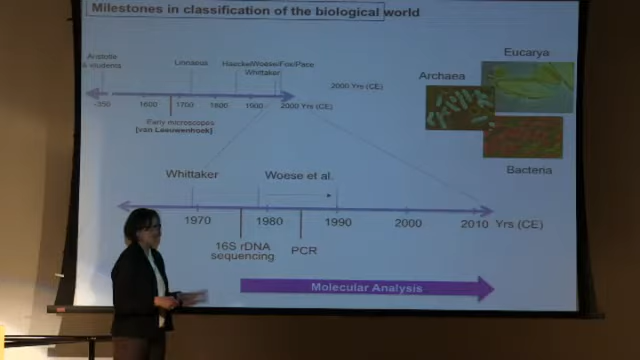 Milestones in classification of the biological world
Aristotle
& students
Linnaeus
Haeckel
Woese/Fox/Pace
Whittaker
-350
1600
1700
1800
1900
2000 Yrs (CE)
2000 Yrs (CE)
Early microscopes
[van Leeuwenhoek]
Eucarya
Archaea
Bacteria
Whittaker
Woese et al.
1970
1980
1990
2000
2010
Yrs (CE)
16S rDNA
sequencing
PCR
Molecular Analysis